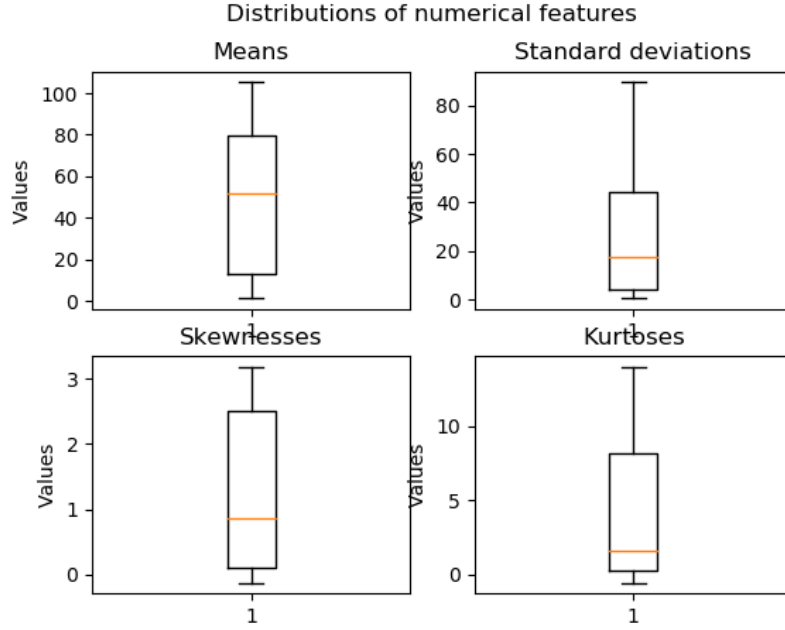 Distributions of numerical features
Means
Standard deviations
Values
100
80
60
40
20
0
1
Values
80
60
40
20
0
1
Skewnesses
Kurtoses
Values
3
2
1
0
1
Values
10
5
0
1